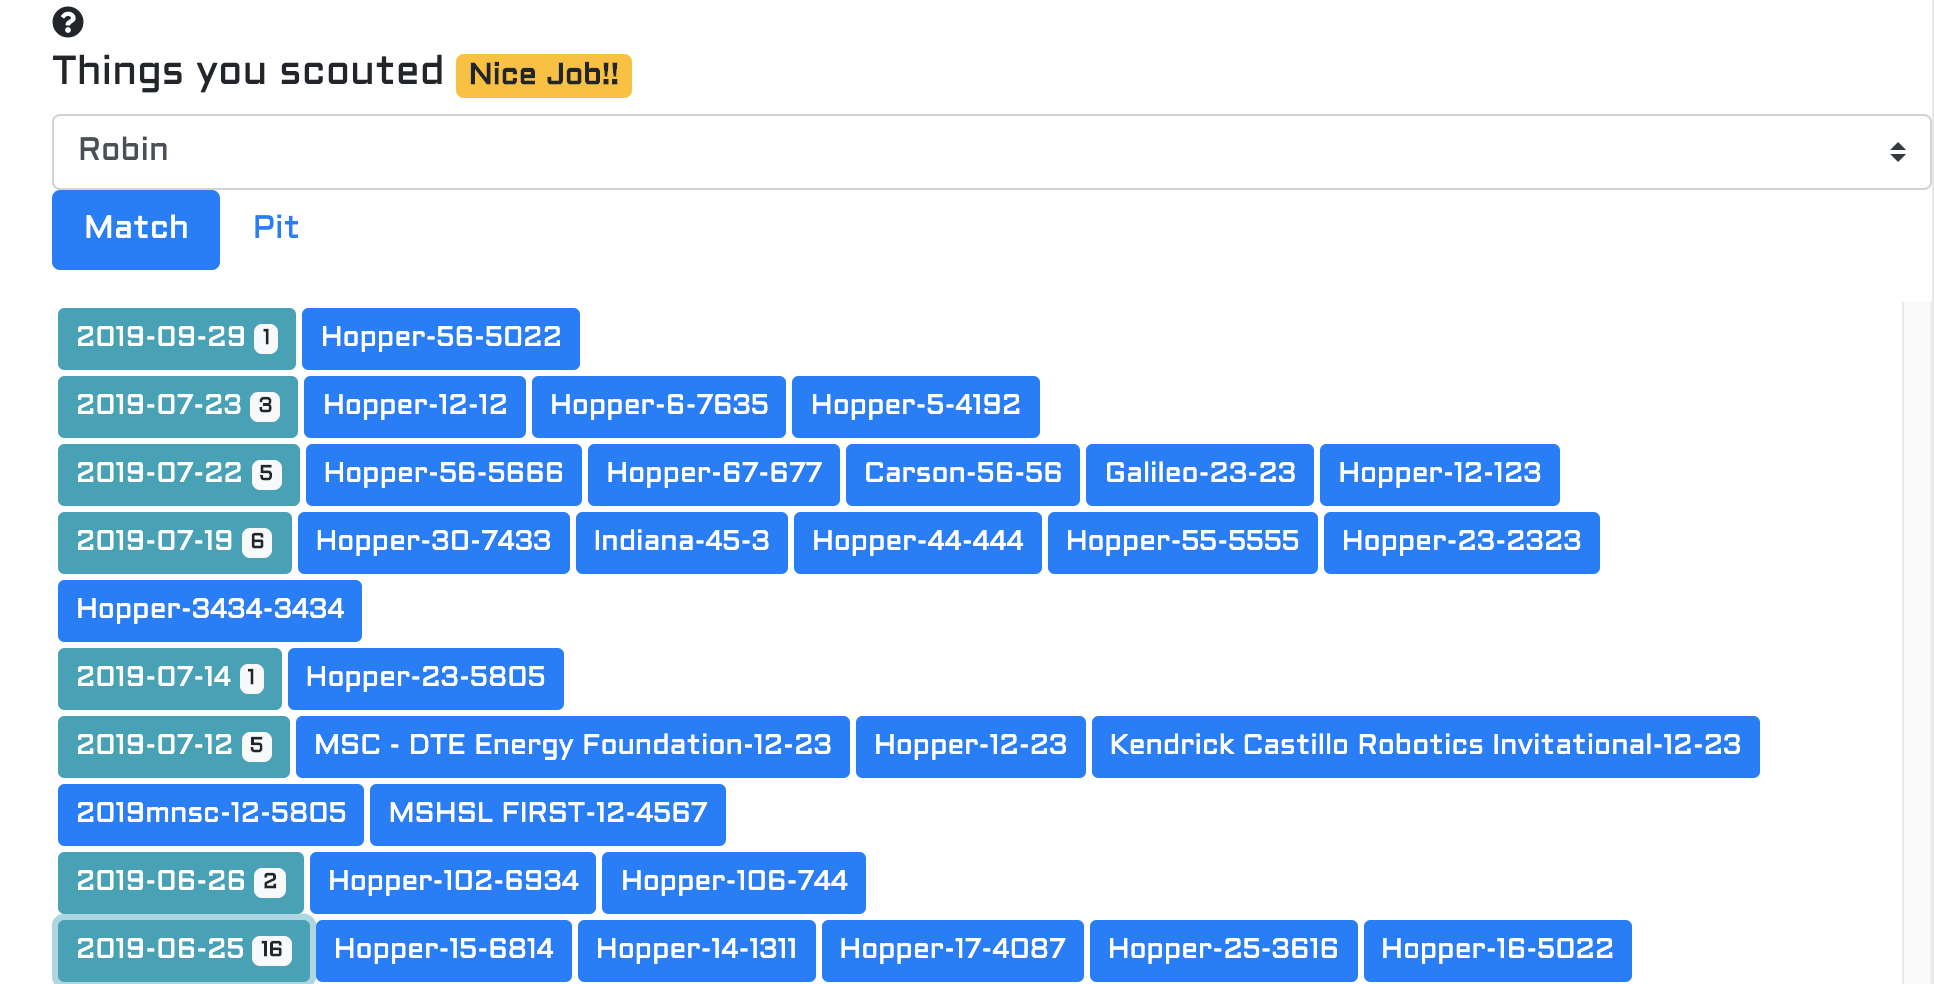 ?
Things you scouted Nice Job!!
Robin
Match Pit
2019-09-29 1 Hopper-56-5022
2019-07-23 3 Hopper-12-12 Hopper-6-7635 Hopper-5-4192
2019-07-22 5 Hopper-56-5666 Hopper-67-677 Carson-56-56 Galileo-23-23 Hopper-12-123
2019-07-19 6 Hopper-30-7433 Indiana-45-3 Hopper-44-444 Hopper-55-5555 Hopper-23-2323
Hopper-3434-3434
2019-07-14 1 Hopper-23-5805
2019-07-12 5 MSC - DTE Energy Foundation-12-23 Hopper-12-23 Kendrick Castillo Robotics Invitational-12-23
2019mnsc-12-5805 MSHSL FIRST-12-4567
2019-06-26 2 Hopper-102-6934 Hopper-106-744
2019-06-25 16 Hopper-15-6814 Hopper-14-1311 Hopper-17-4087 Hopper-25-3616 Hopper-16-5022